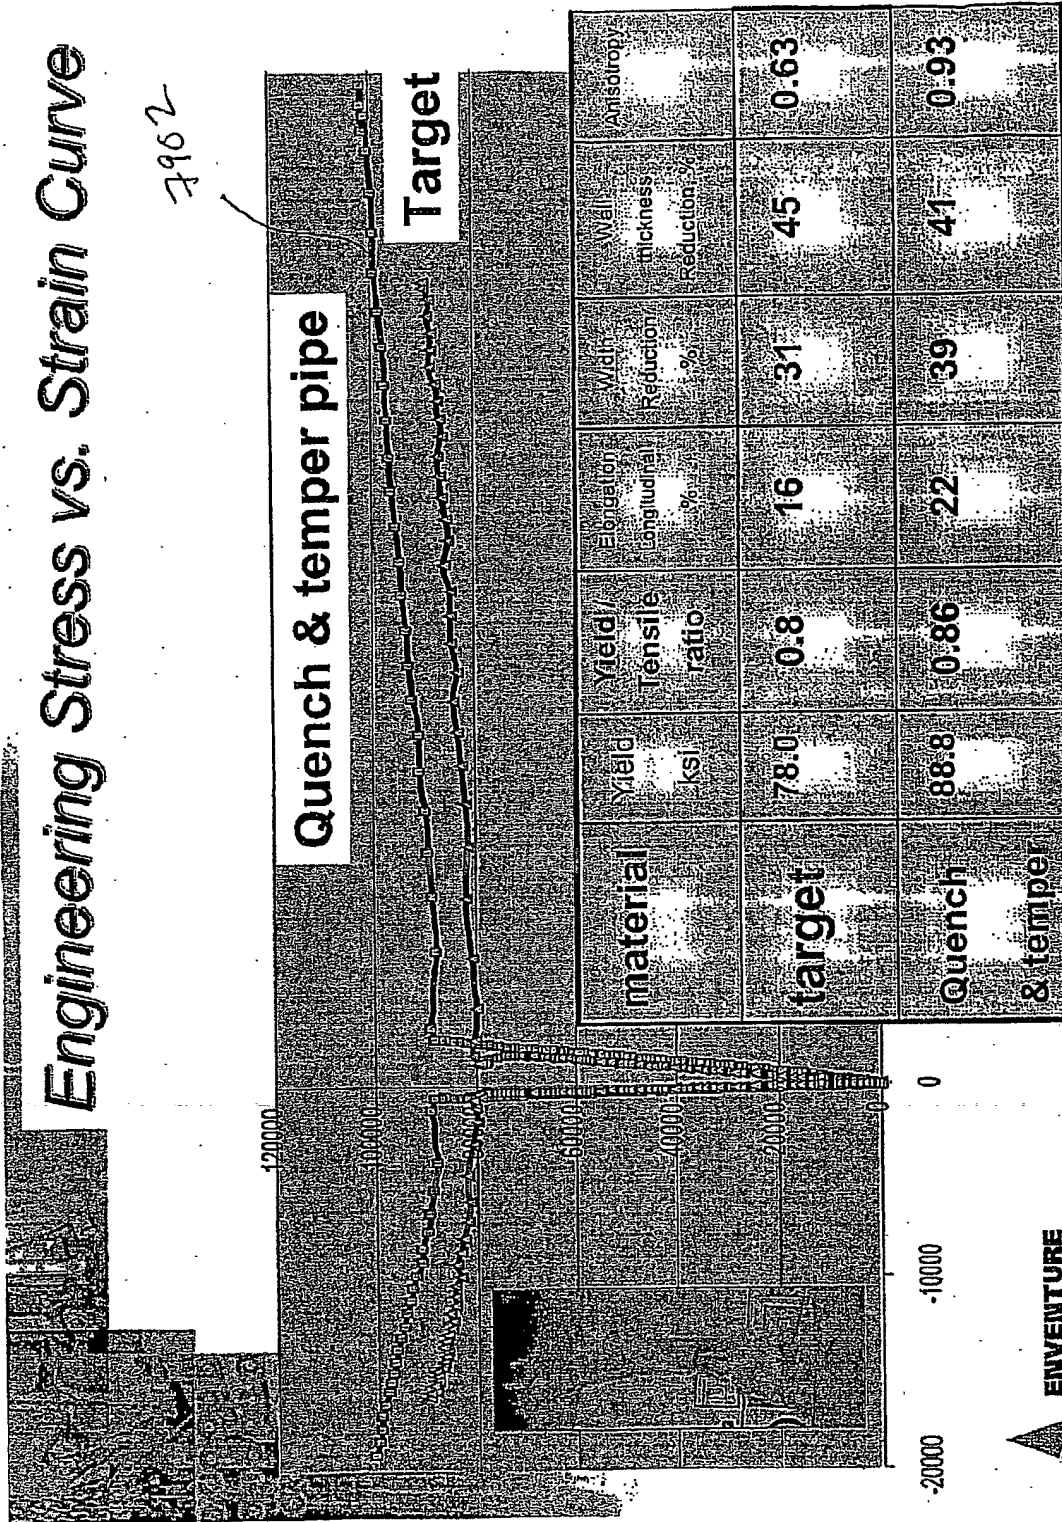 Engineering Stress vs. Strain Curve
7902
Quench & temper pipe
Target
120000
100000
60000
40000
20000
0
-20000
-10000
0
material
Yield
ksi
Yield /
Tensile
ratio
Elongation
Longitudinal
%
Width
Reduction
%
Wall
thickness
Reduction %
Anisotropy
target
78.0
0.8
16
31
45
0.63
Quench
& temper
88.8
0.86
22
39
41
0.93
ENVENTURE